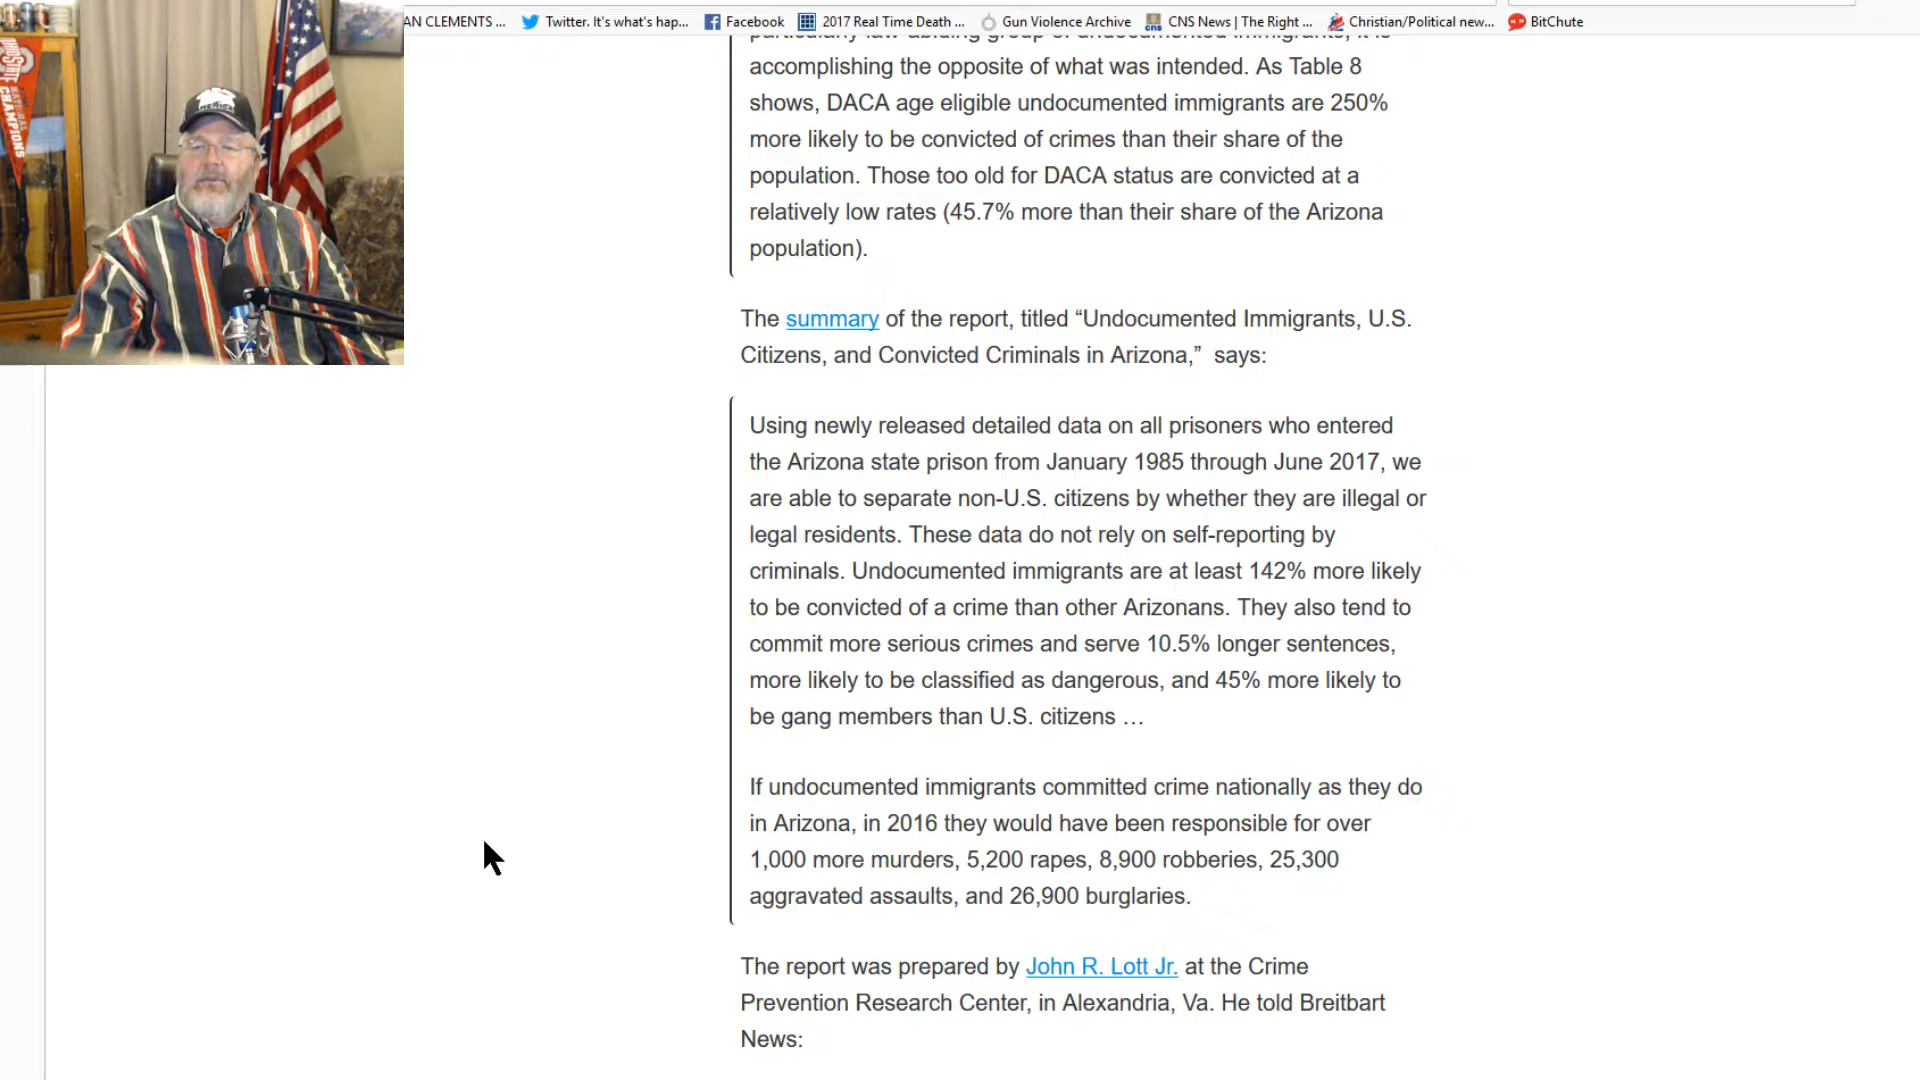 AN CLEMENTS ... Twitter. It's what's hap... Facebook 2017 Real Time Death ... Gun Violence Archive CNS News | The Right ... Christian/Political new... BitChute
particularly law-abiding group of undocumented immigrants, it is
accomplishing the opposite of what was intended. As Table 8
shows, DACA age eligible undocumented immigrants are 250%
more likely to be convicted of crimes than their share of the
population. Those too old for DACA status are convicted at a
relatively low rates (45.7% more than their share of the Arizona
population).
The summary of the report, titled “Undocumented Immigrants, U.S.
Citizens, and Convicted Criminals in Arizona,” says:
Using newly released detailed data on all prisoners who entered
the Arizona state prison from January 1985 through June 2017, we
are able to separate non-U.S. citizens by whether they are illegal or
legal residents. These data do not rely on self-reporting by
criminals. Undocumented immigrants are at least 142% more likely
to be convicted of a crime than other Arizonans. They also tend to
commit more serious crimes and serve 10.5% longer sentences,
more likely to be classified as dangerous, and 45% more likely to
be gang members than U.S. citizens …
If undocumented immigrants committed crime nationally as they do
in Arizona, in 2016 they would have been responsible for over
1,000 more murders, 5,200 rapes, 8,900 robberies, 25,300
aggravated assaults, and 26,900 burglaries.
The report was prepared by John R. Lott Jr. at the Crime
Prevention Research Center, in Alexandria, Va. He told Breitbart
News:
CHAMPIONS